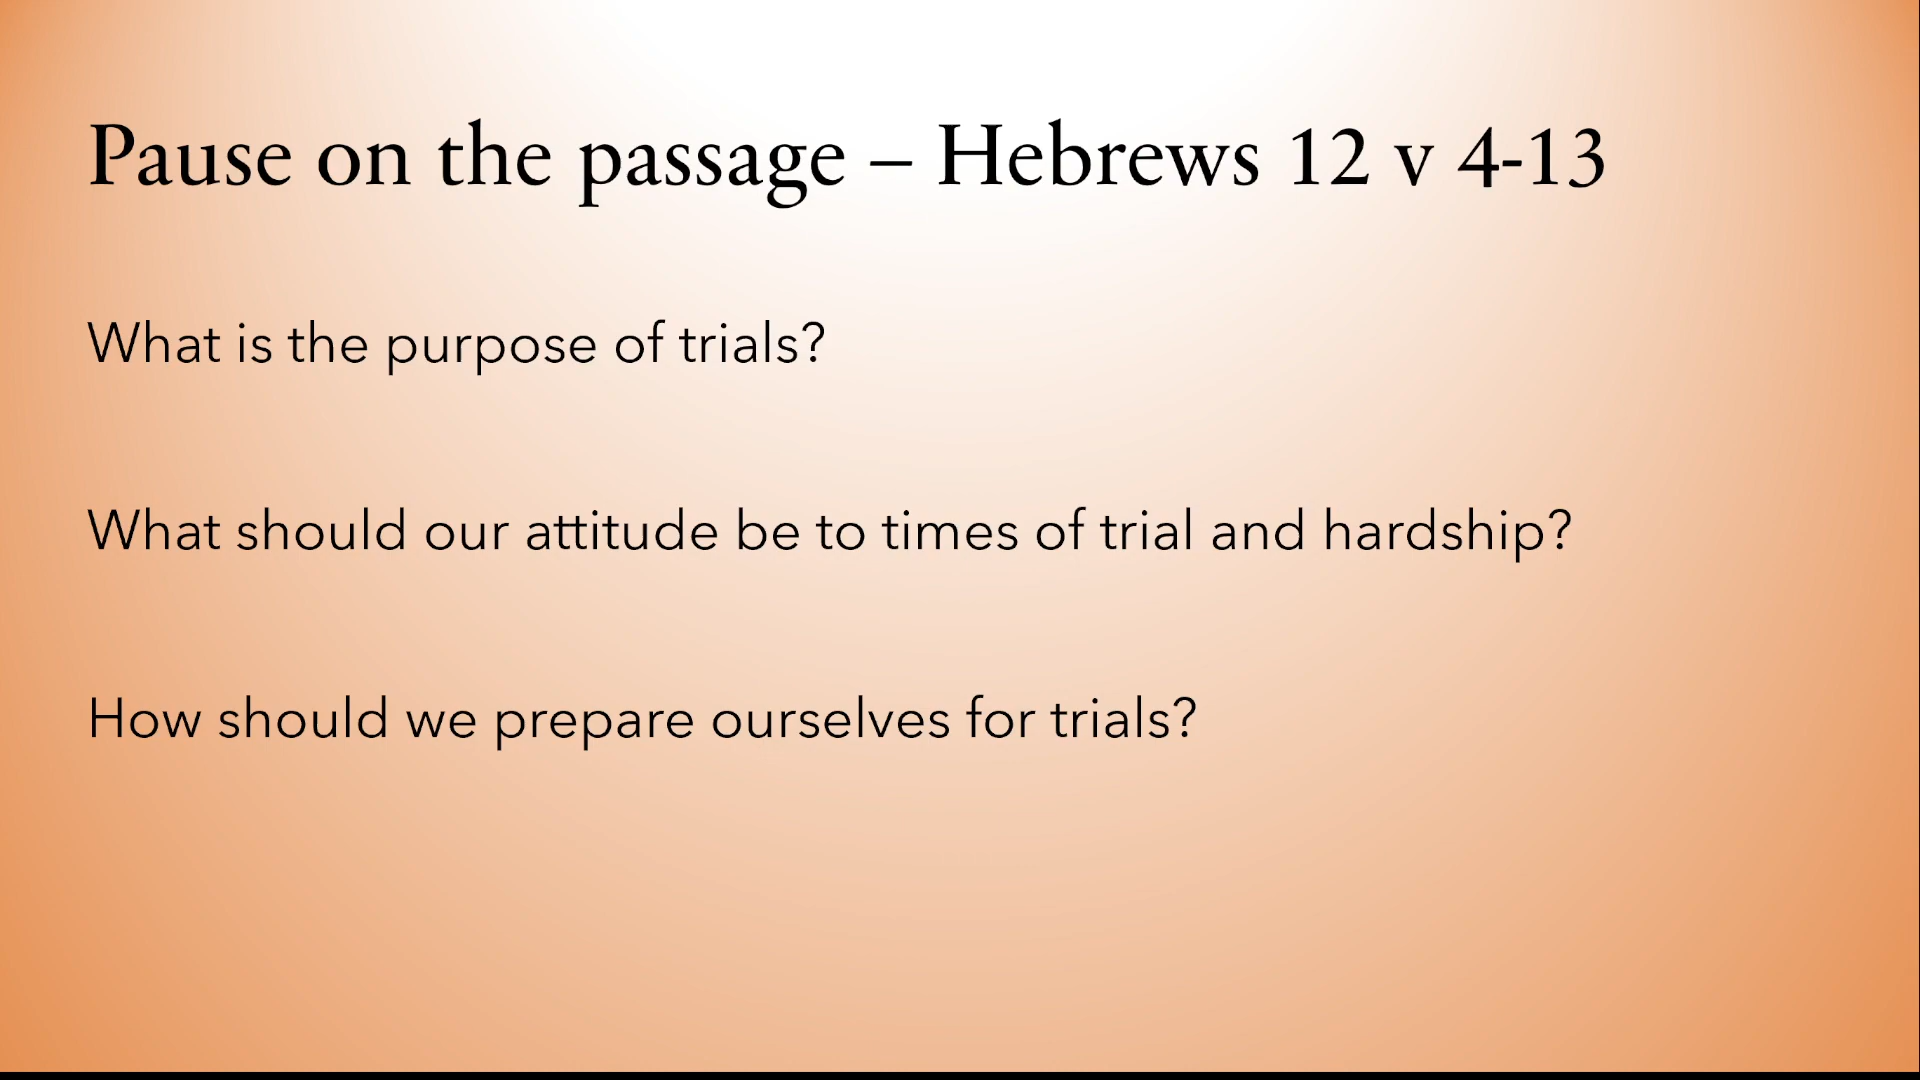 Pause on the passage – Hebrews 12 v 4-13
What is the purpose of trials?
What should our attitude be to times of trial and hardship?
How should we prepare ourselves for trials?